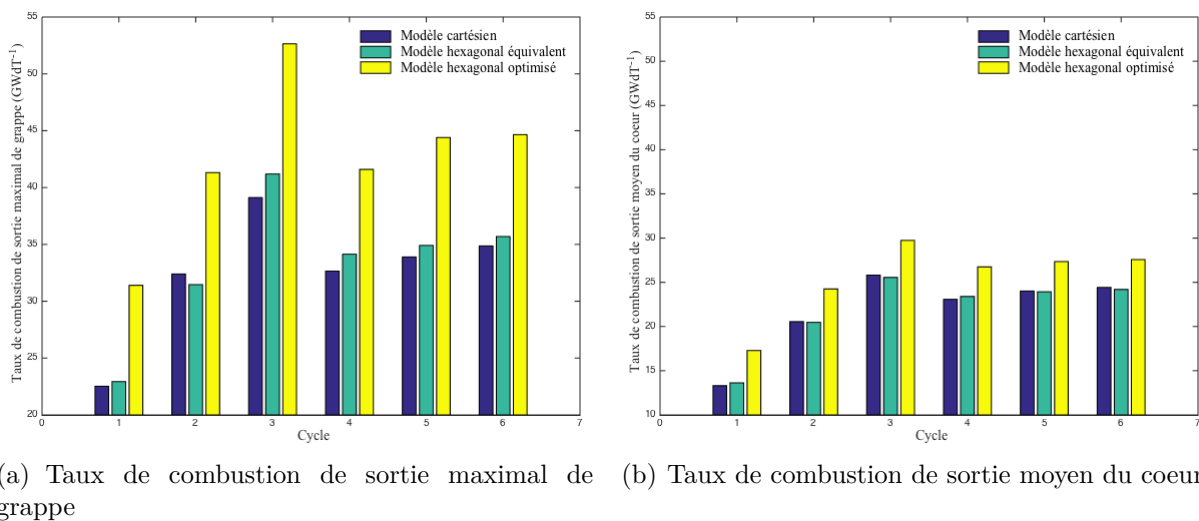 55
50
45
40
35
30
25
20
0
1
2
3
4
5
6
7
Taux de combustion de sortie maximal de grappe (GWdT⁻¹)
Cycle
Modèle cartésien
Modèle hexagonal équivalent
Modèle hexagonal optimisé
(a) Taux de combustion de sortie maximal de
grappe
55
50
45
40
35
30
25
20
15
10
0
1
2
3
4
5
6
7
Taux de combustion de sortie moyen du coeur (GWdT⁻¹)
Cycle
Modèle cartésien
Modèle hexagonal équivalent
Modèle hexagonal optimisé
(b) Taux de combustion de sortie moyen du coeur